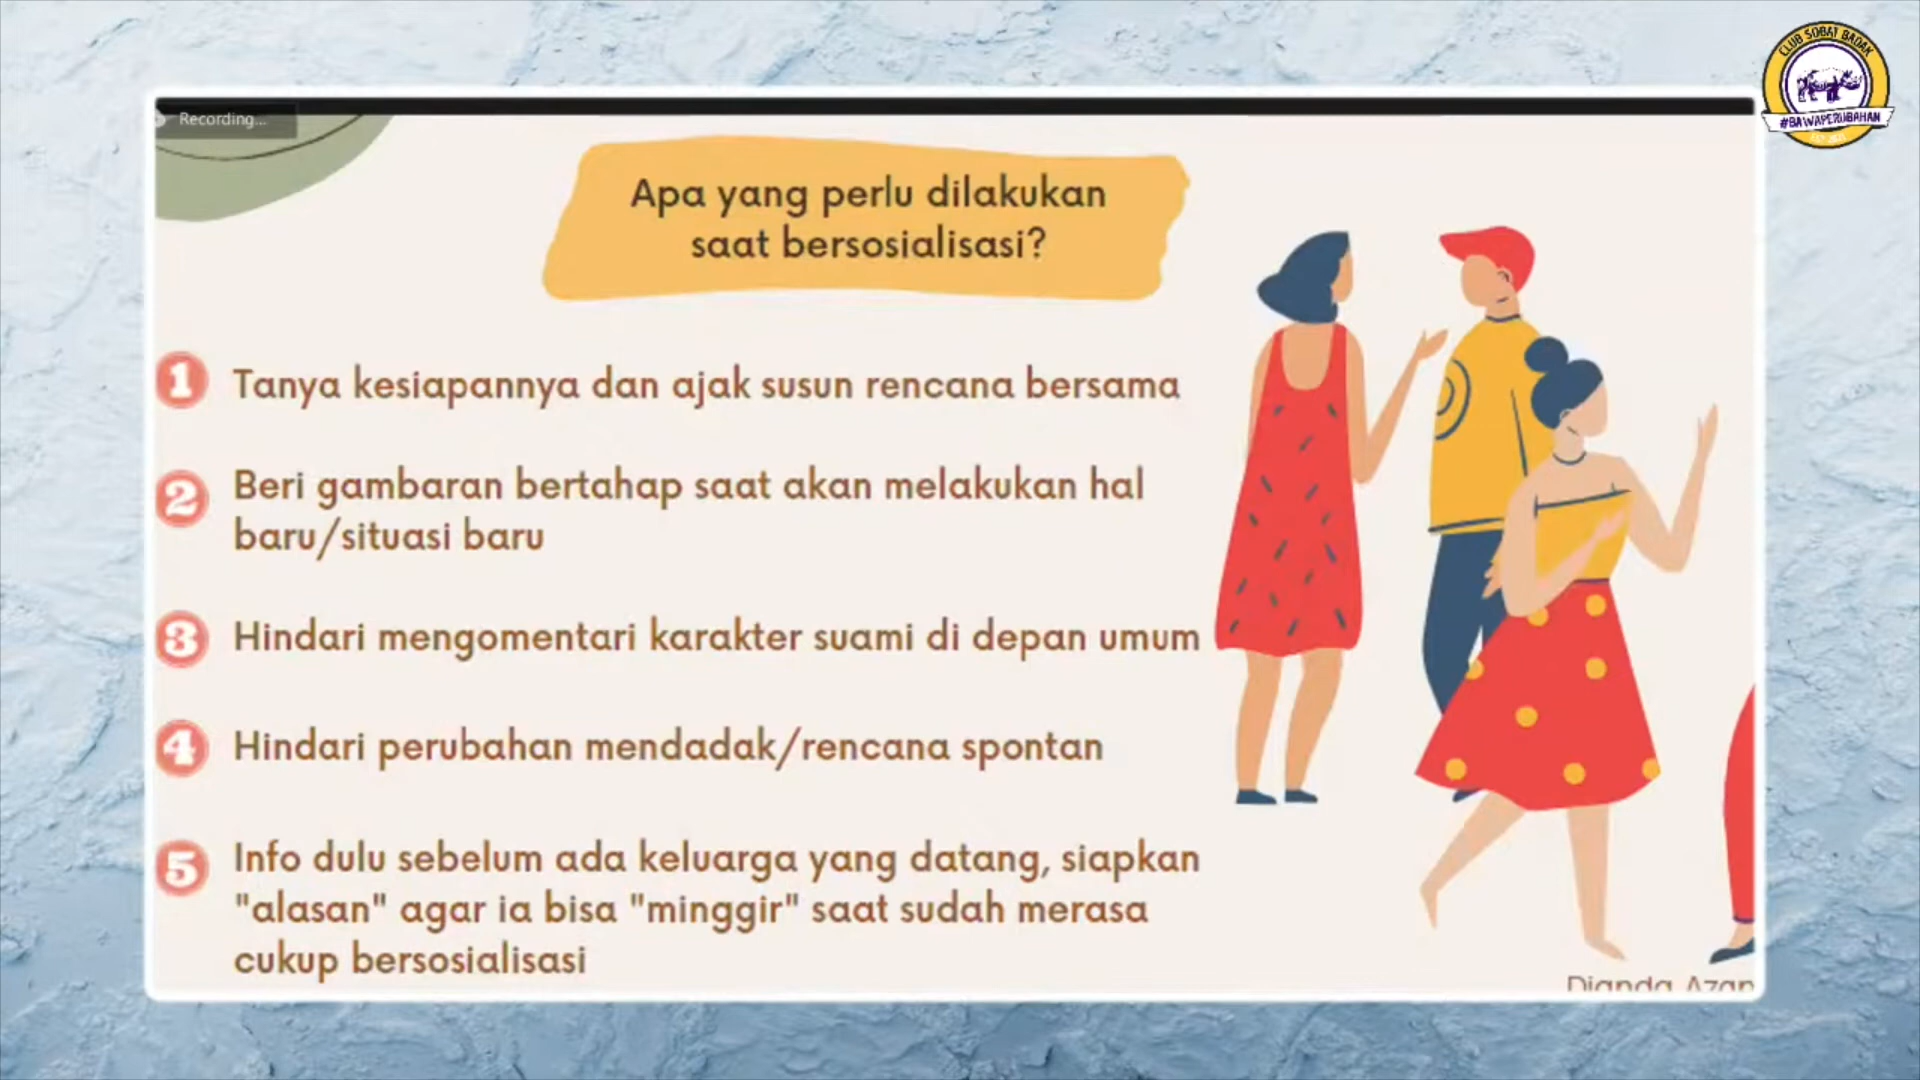 CLUB SOBAT BADAK
#BAWAPERUBAHAN
Recording...
Apa yang perlu dilakukan
saat bersosialisasi?
1 Tanya kesiapannya dan ajak susun rencana bersama
2 Beri gambaran bertahap saat akan melakukan hal
baru/situasi baru
3 Hindari mengomentari karakter suami di depan umum
4 Hindari perubahan mendadak/rencana spontan
5 Info dulu sebelum ada keluarga yang datang, siapkan
"alasan" agar ia bisa "minggir" saat sudah merasa
cukup bersosialisasi
Dianda Azan